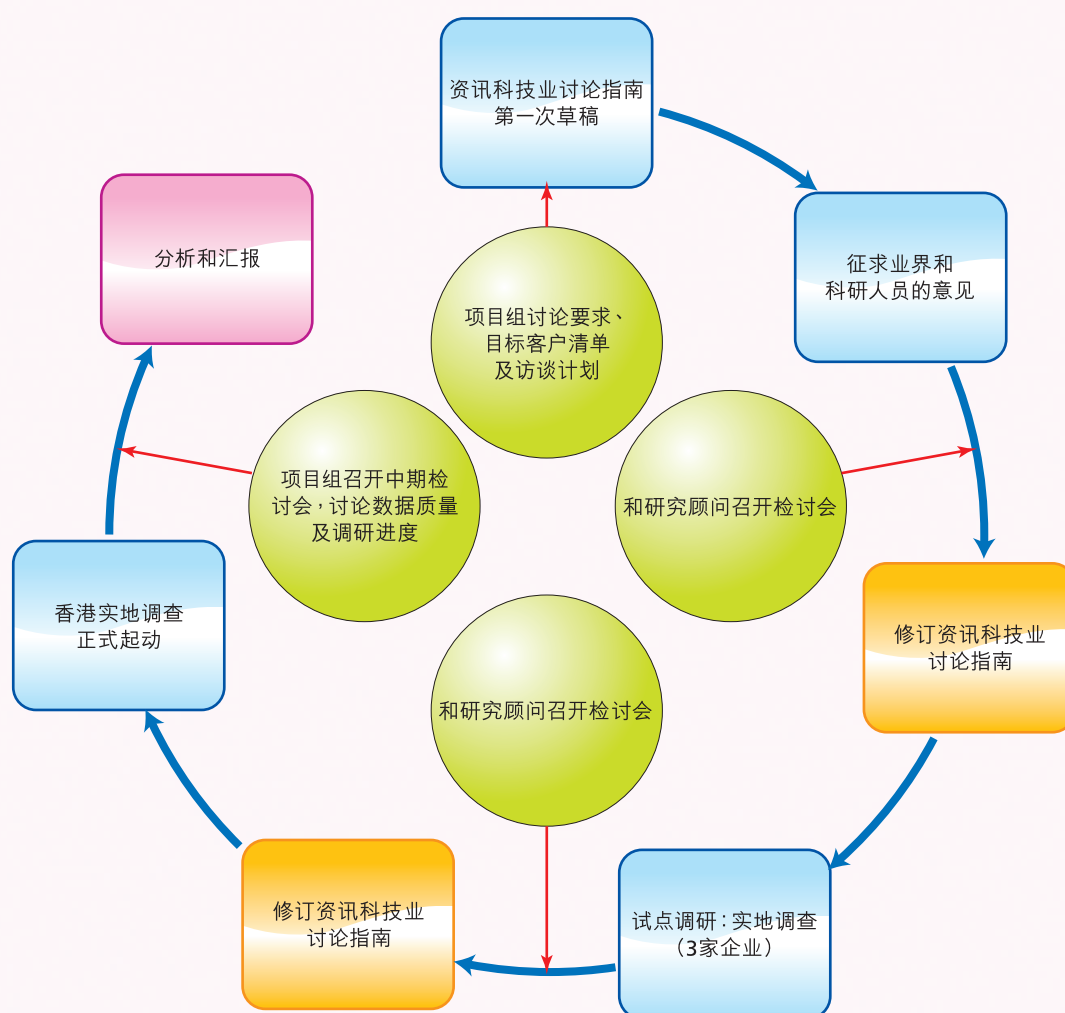 资讯科技业讨论指南
第一次草稿
征求业界和
科研人员的意见
分析和汇报
项目组讨论要求、
目标客户清单
及访谈计划
项目组召开中期检
讨会，讨论数据质量
及调研进度
和研究顾问召开检讨会
修订资讯科技业
讨论指南
香港实地调查
正式起动
和研究顾问召开检讨会
修订资讯科技业
讨论指南
试点调研：实地调查
（3家企业）